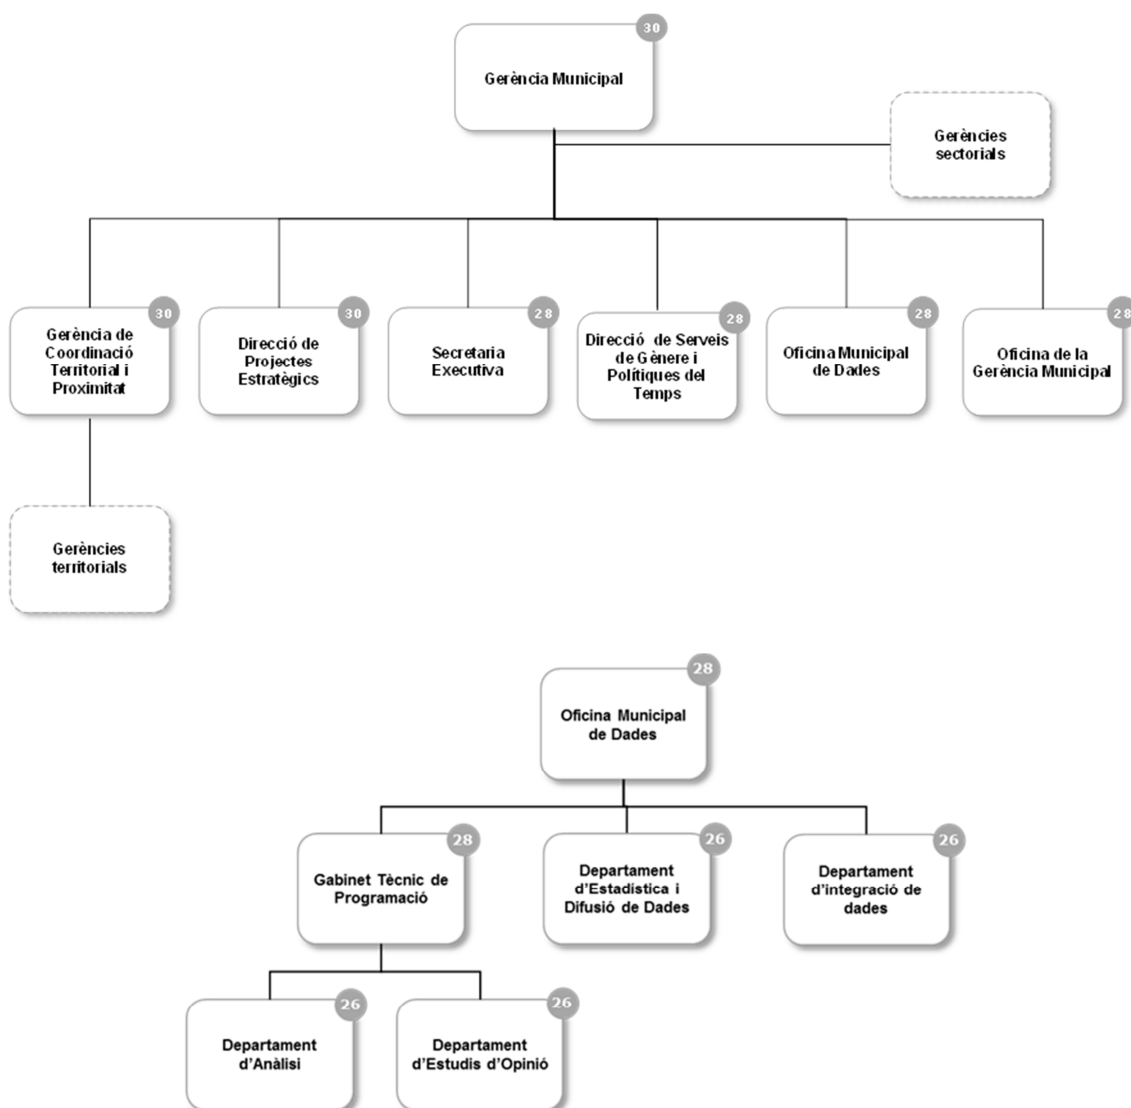 30
Gerència Municipal
Gerències
sectorials
30
Gerència de
Coordinació
Territorial i
Proximitat
30
Direcció de
Projectes
Estratègics
28
Secretaria
Executiva
28
Direcció de Serveis
de Gènere i
Polítiques del
Temps
28
Oficina Municipal
de Dades
28
Oficina de la
Gerència Municipal
Gerències
territorials
28
Oficina Municipal
de Dades
28
Gabinet Tècnic de
Programació
26
Departament
d'Estadística i
Difusió de Dades
26
Departament
d'integració de
dades
26
Departament
d'Anàlisi
26
Departament
d'Estudis d'Opinió